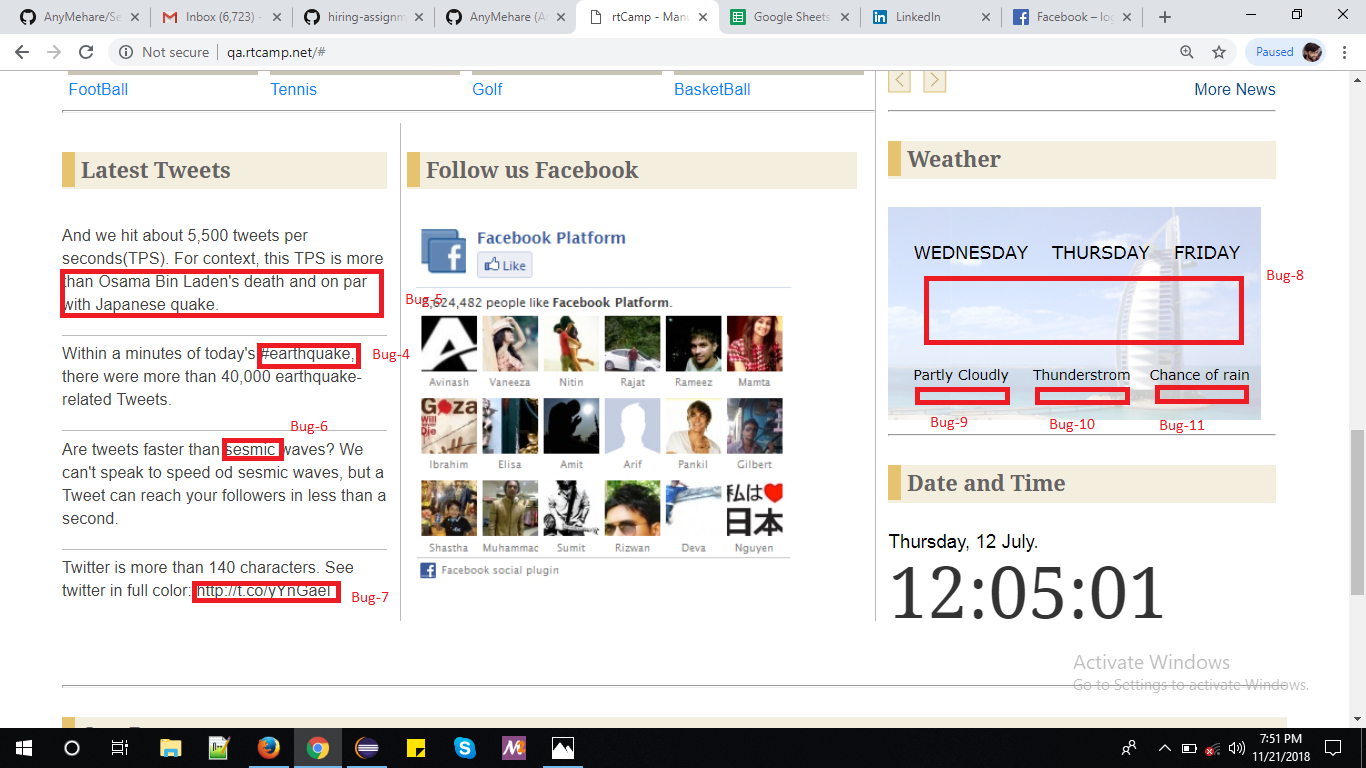 AnyMehare/Se
Inbox (6,723) -
hiring-assignm
AnyMehare (A
rtCamp - Manu
Google Sheets
LinkedIn
Facebook – log
Not secure | qa.rtcamp.net/#
Paused
FootBall
Tennis
Golf
BasketBall
More News
Latest Tweets
And we hit about 5,500 tweets per
seconds(TPS). For context, this TPS is more
than Osama Bin Laden's death and on par
with Japanese quake.
Bug-5
Within a minutes of today's #earthquake,
Bug-4
there were more than 40,000 earthquake-
related Tweets.
Bug-6
Are tweets faster than sesmic waves? We
can't speak to speed od sesmic waves, but a
Tweet can reach your followers in less than a
second.
Twitter is more than 140 characters. See
twitter in full color: http://t.co/yYnGael
Bug-7
Follow us Facebook
Facebook Platform
Like
624,482 people like Facebook Platform.
Avinash Vaneeza Nitin Rajat Rameez Mamta
GOZa
Will
Never
Die
Ibrahim Elisa Amit Arif Pankil Gilbert
私は
日本
Shastha Muhammac Sumit Rizwan Deva Nguyen
Facebook social plugin
Weather
WEDNESDAY THURSDAY FRIDAY
Bug-8
Partly Cloudly Thunderstrom Chance of rain
Bug-9 Bug-10 Bug-11
Date and Time
Thursday, 12 July.
12:05:01
Activate Windows
Go to Settings to activate Windows.
7:51 PM
11/21/2018